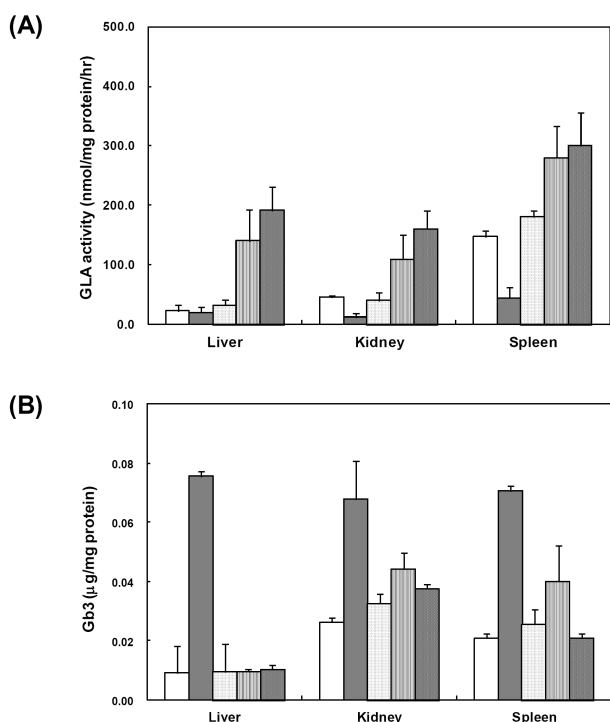 (A)
GLA activity (nmol/mg protein/hr)
500.0
400.0
300.0
200.0
100.0
0.0
Liver Kidney Spleen
(B)
Gb3 (μg/mg protein)
0.10
0.08
0.06
0.04
0.02
0.00
Liver Kidney Spleen